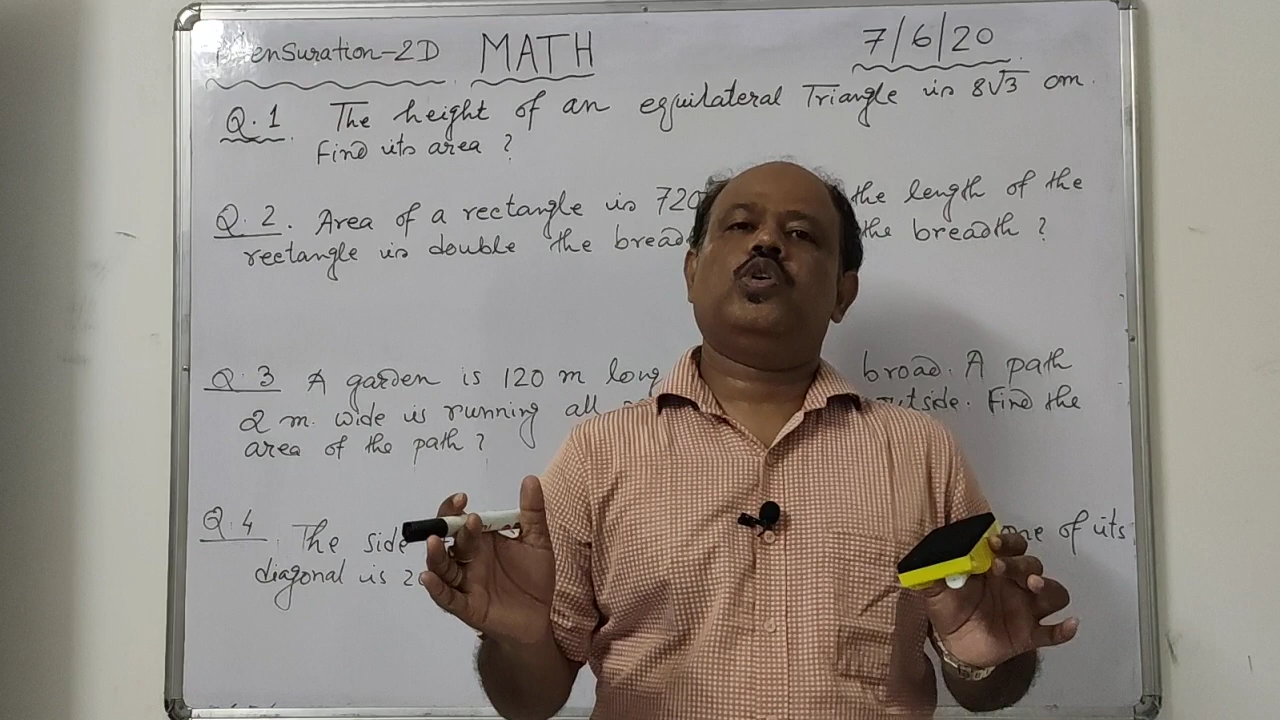 ensuration-2D MATH 7/6/20
Q.1 The height of an equilateral Triangle is 8√3 cm.
Find its area ?
Q.2. Area of a rectangle is 720 the length of the
rectangle is double the breadth the breadth ?
Q.3 A garden is 120 m long broad. A path
2 m. wide is running all outside. Find the
area of the path ?
Q.4 The side one of its
diagonal is